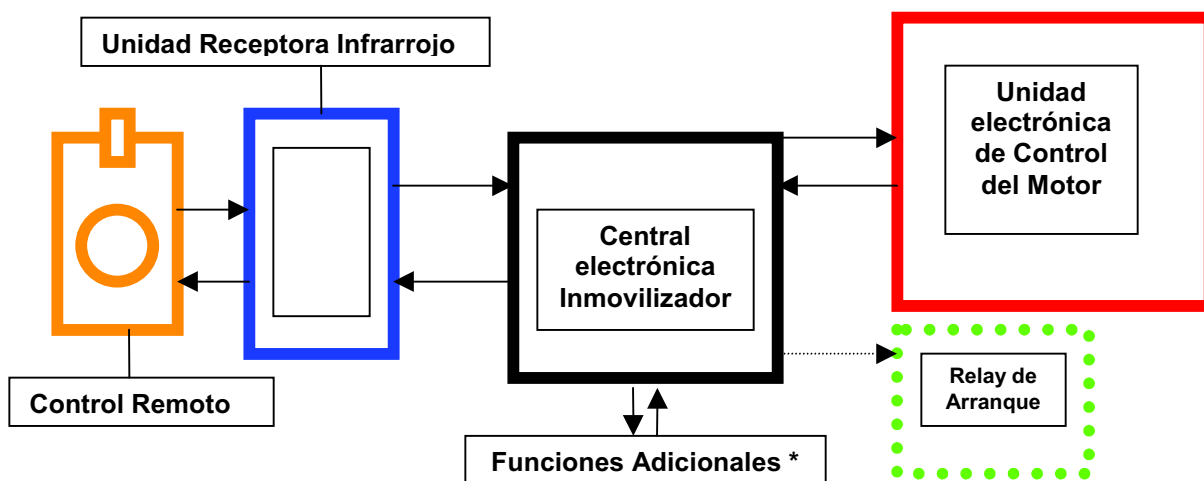 Unidad Receptora Infrarrojo
Unidad
electrónica
de Control
del Motor
Central
electrónica
Inmovilizador
Relay de
Arranque
Control Remoto
Funciones Adicionales *